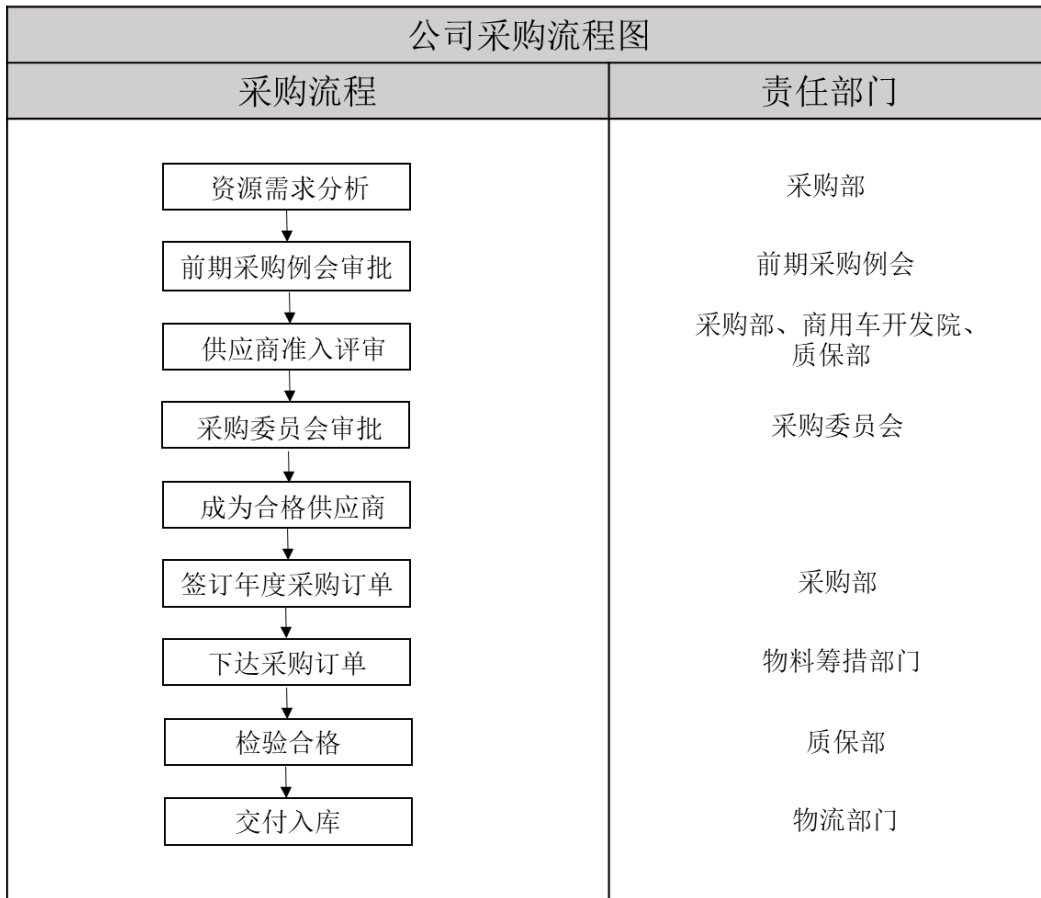 公司采购流程图
采购流程
责任部门
资源需求分析
采购部
前期采购例会审批
前期采购例会
供应商准入评审
采购部、商用车开发院、
质保部
采购委员会审批
采购委员会
成为合格供应商
签订年度采购订单
采购部
下达采购订单
物料筹措部门
检验合格
质保部
交付入库
物流部门